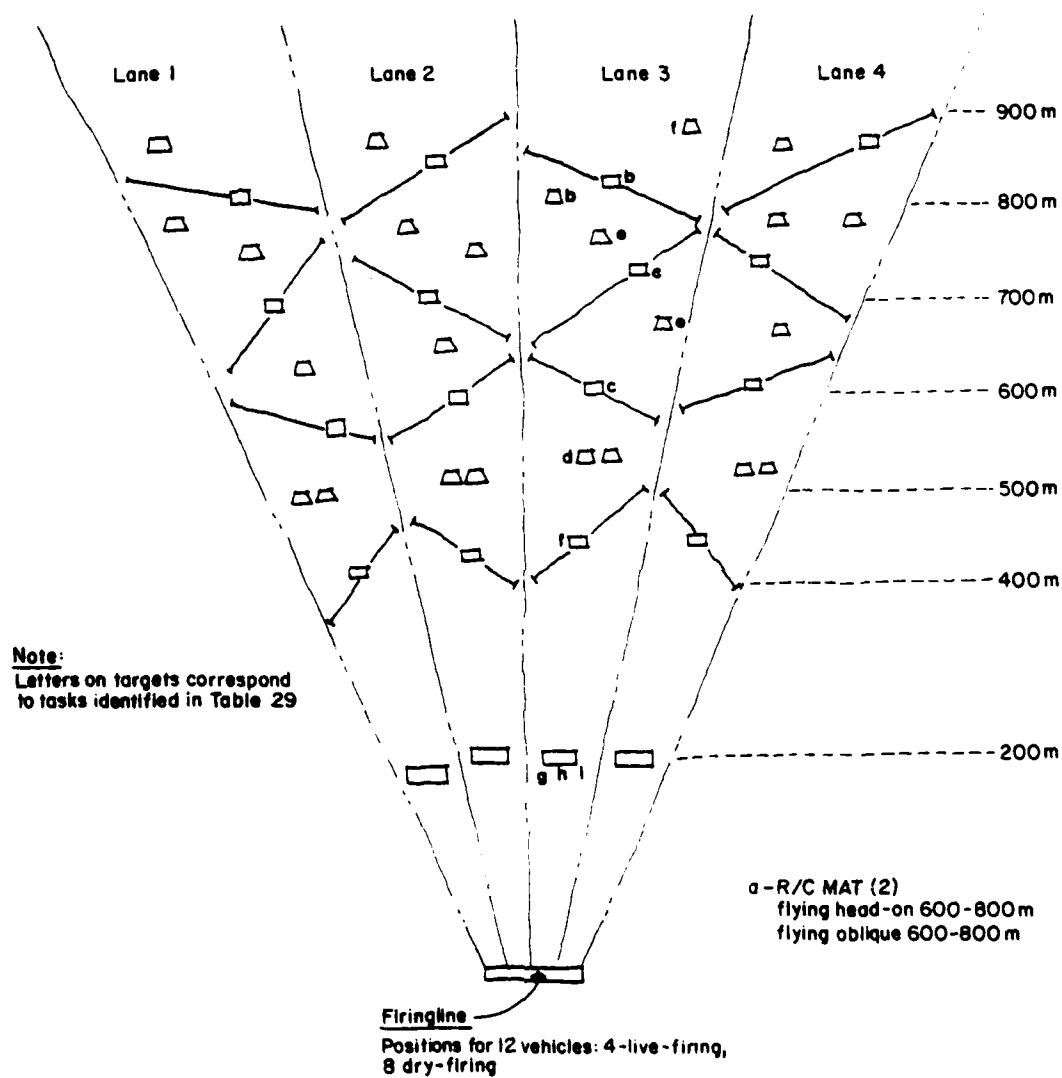 Lane 1
Lane 2
Lane 3
Lane 4
900 m
f
b
b
800 m
e
e
700 m
e
c
600 m
d
500 m
f
400 m
Note:
Letters on targets correspond
to tasks identified in Table 29
200 m
g h i
a - R/C MAT (2)
flying head-on 600-800 m
flying oblique 600-800 m
Firingline
Positions for 12 vehicles: 4-live-firing,
8 dry-firing